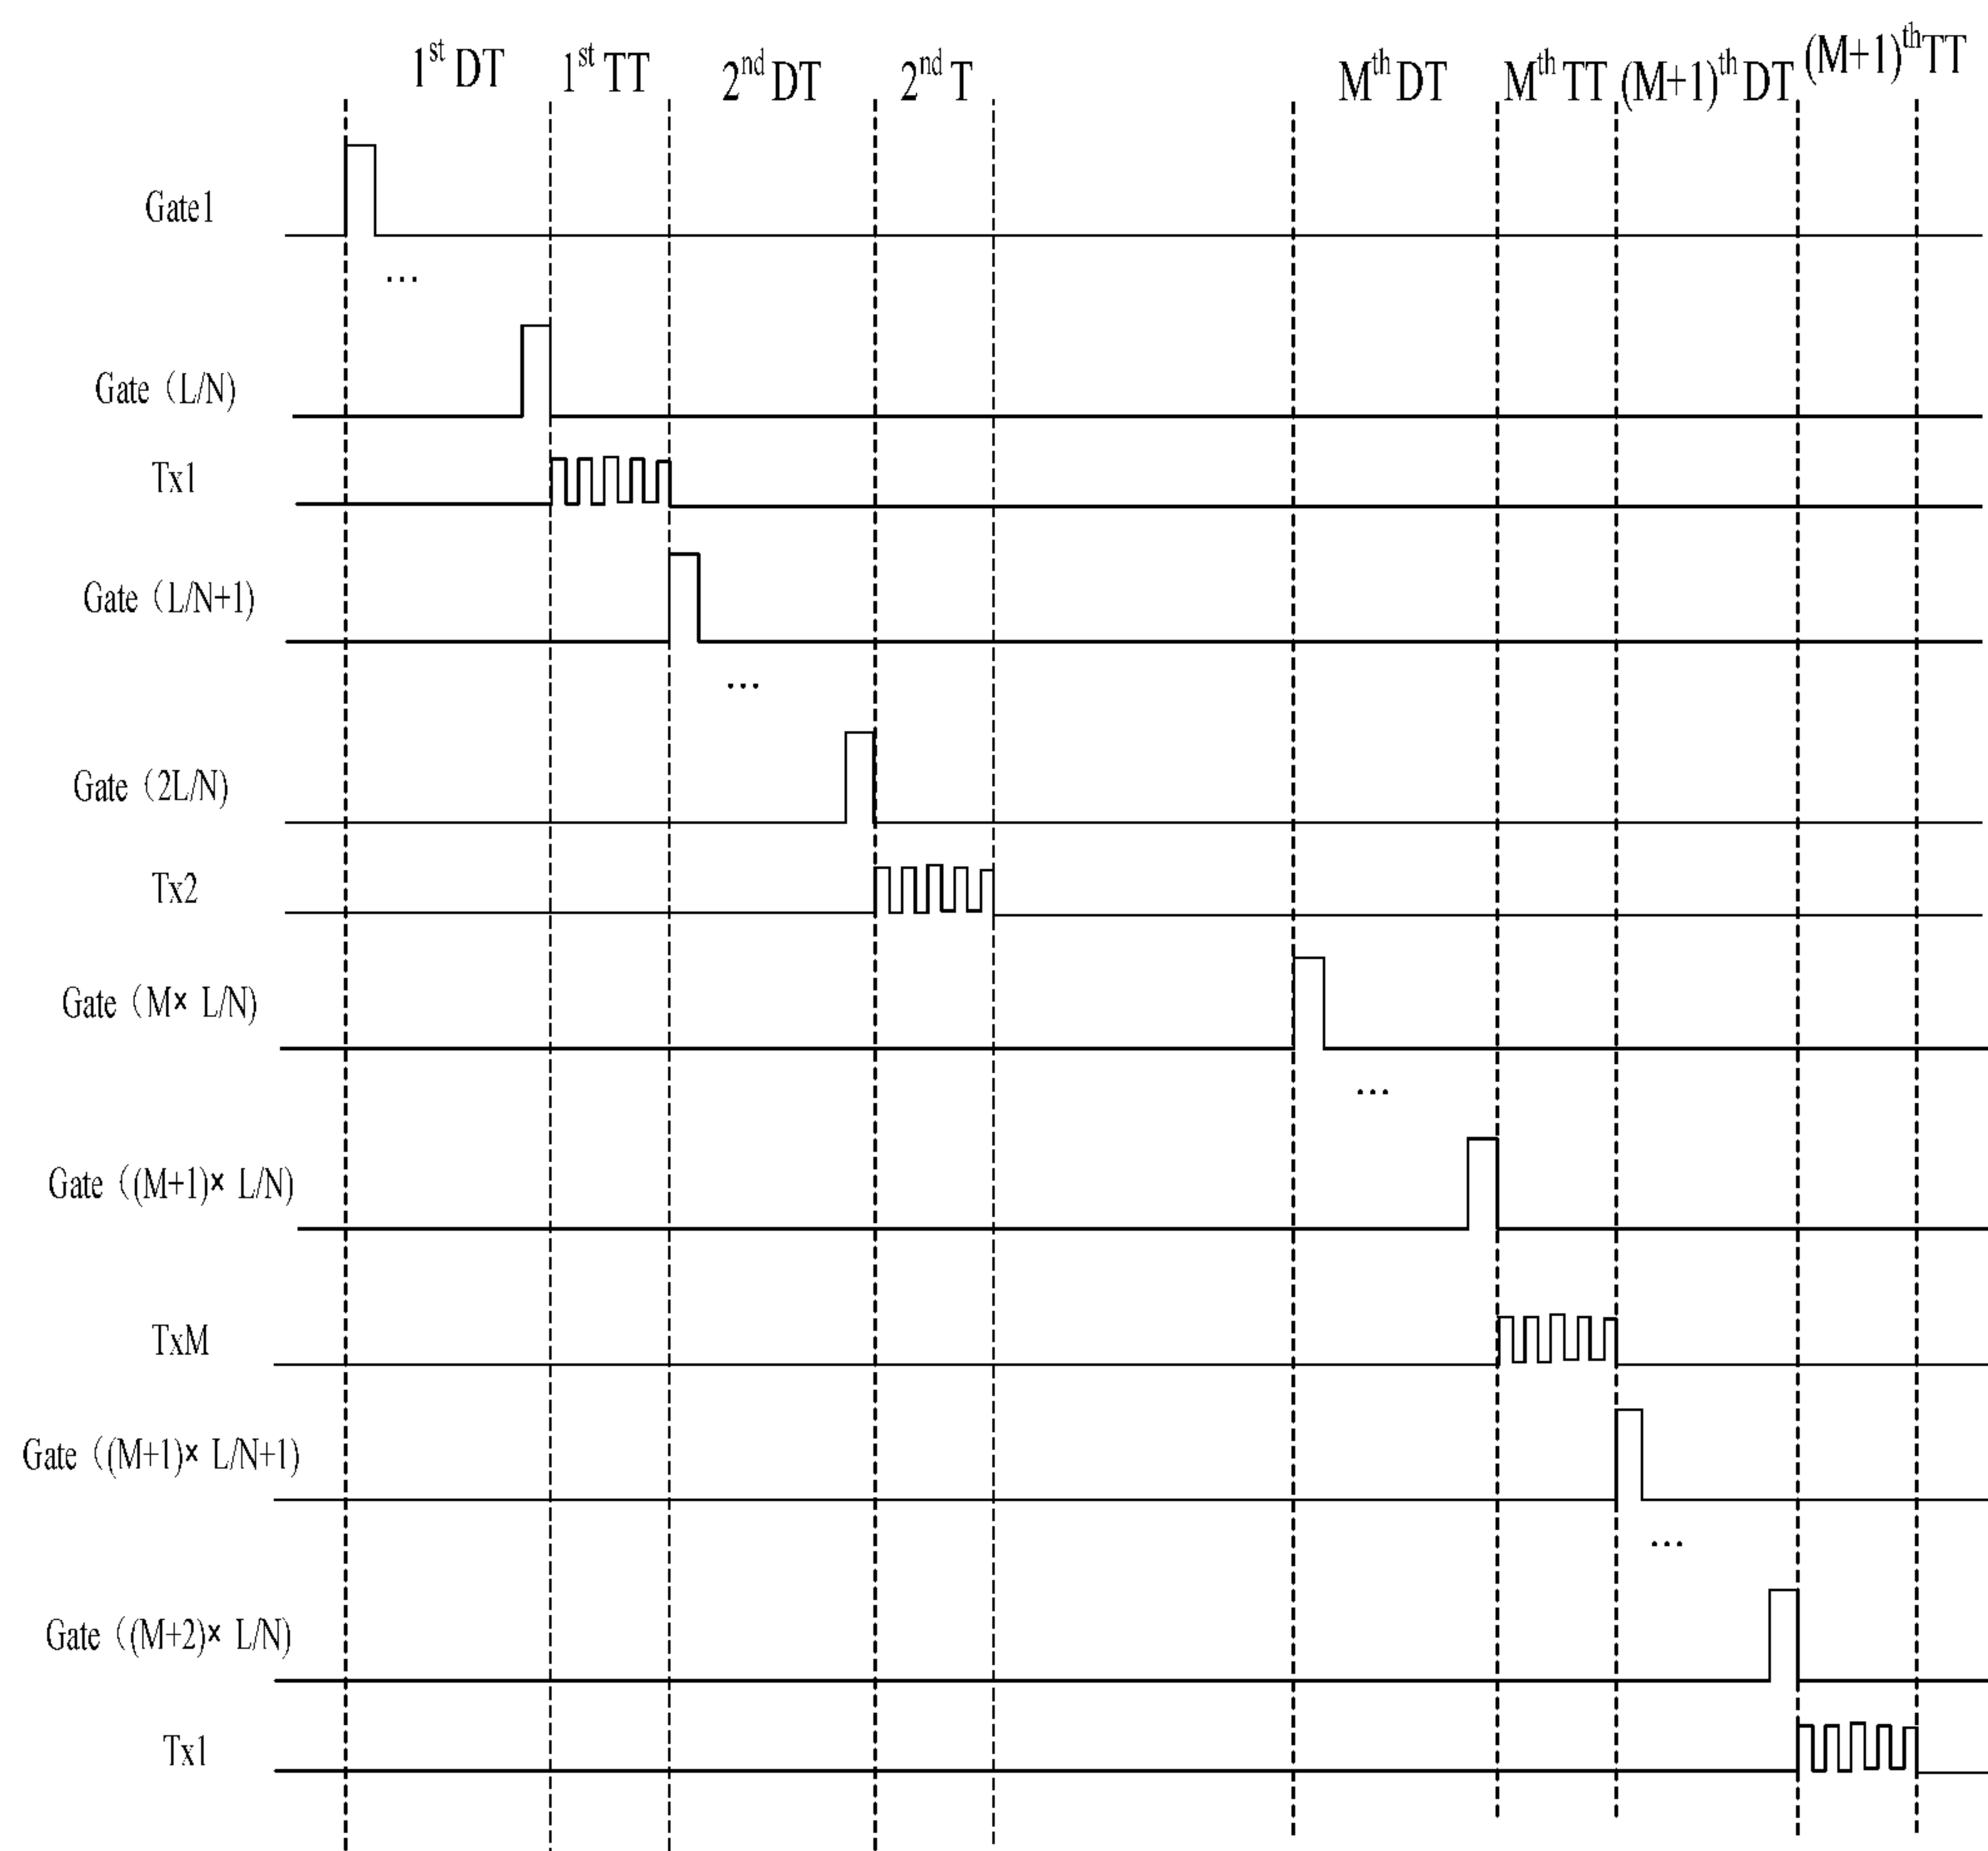 1st DT 1st TT 2nd DT 2nd T Mth DT Mth TT (M+1)th DT (M+1)th TT
Gate1
...
Gate（L/N)
Tx1
Gate（L/N+1)
...
Gate（2L/N)
Tx2
Gate（M× L/N)
...
Gate（(M+1)× L/N)
TxM
Gate（(M+1)× L/N+1)
...
Gate（(M+2)× L/N)
Tx1